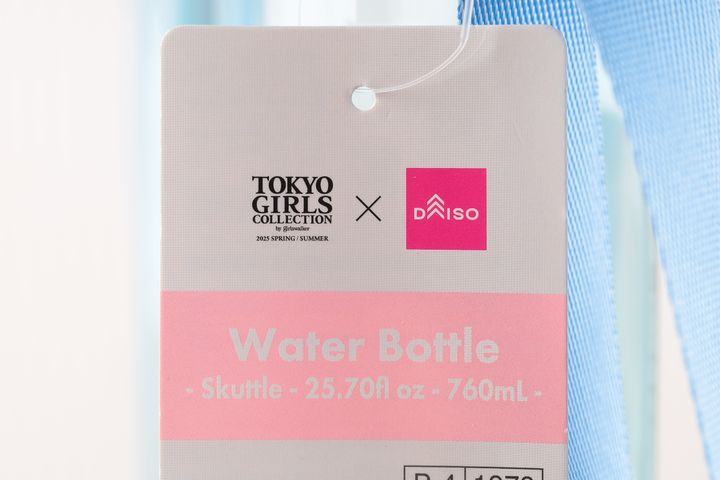 TOKYO
GIRLS
COLLECTION
by girlswalker
2025 SPRING / SUMMER
×
DAISO
Water Bottle
- Skuttle - 25.70fl oz - 760mL -